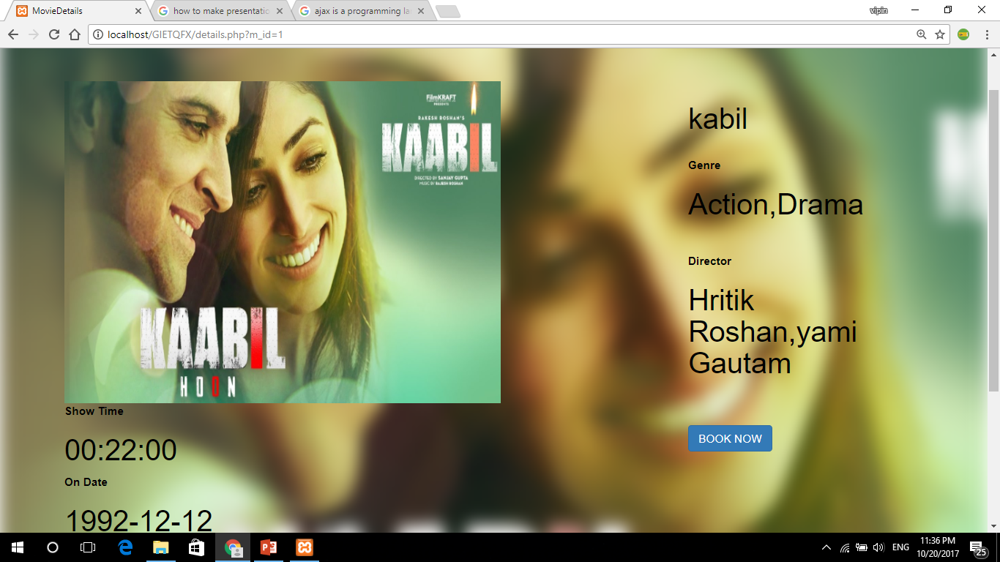 MovieDetails
how to make presentatio
ajax is a programming la
vipin
localhost/GIETQFX/details.php?m_id=1
FilmKRAFT
PRESENTS
RAKESH ROSHAN'S
KAABIL
DIRECTED BY SANJAY GUPTA
MUSIC BY RAJESH ROSHAN
KAABIL
HOON
kabil
Genre
Action,Drama
Director
Hritik
Roshan,yami
Gautam
BOOK NOW
Show Time
00:22:00
On Date
1992-12-12
ENG
11:36 PM
10/20/2017
25